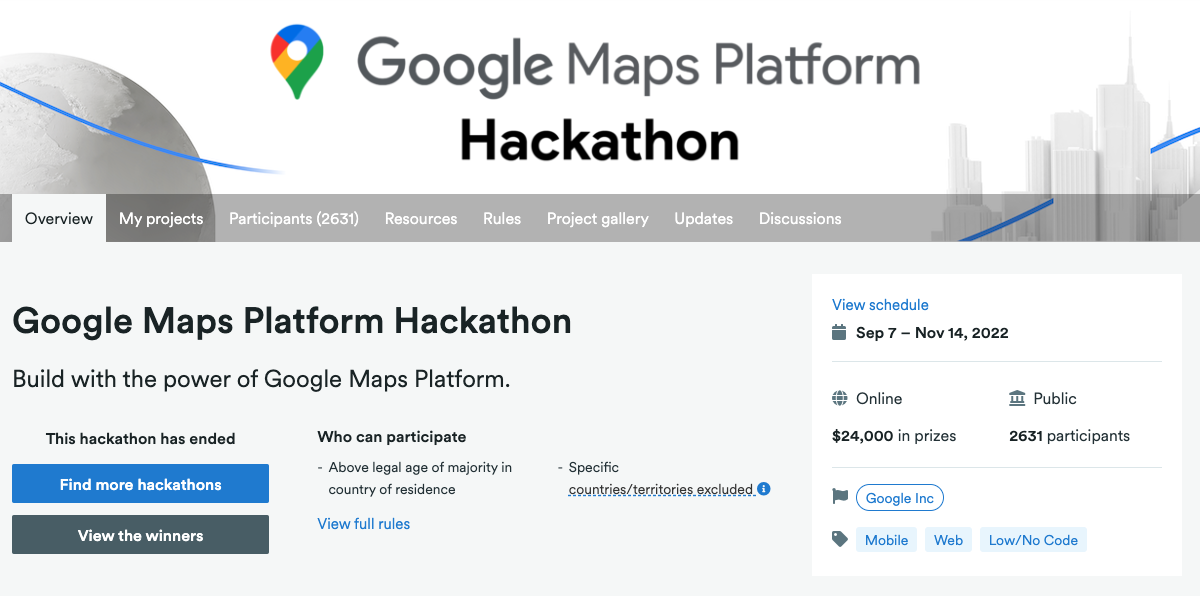 Google Maps Platform
Hackathon
Overview
My projects
Participants (2631)
Resources
Rules
Project gallery
Updates
Discussions
Google Maps Platform Hackathon
Build with the power of Google Maps Platform.
This hackathon has ended
Find more hackathons
View the winners
Who can participate
- Above legal age of majority in
country of residence
- Specific
countries/territories excluded
View full rules
View schedule
Sep 7 – Nov 14, 2022
Online
Public
$24,000 in prizes
2631 participants
Google Inc
Mobile
Web
Low/No Code